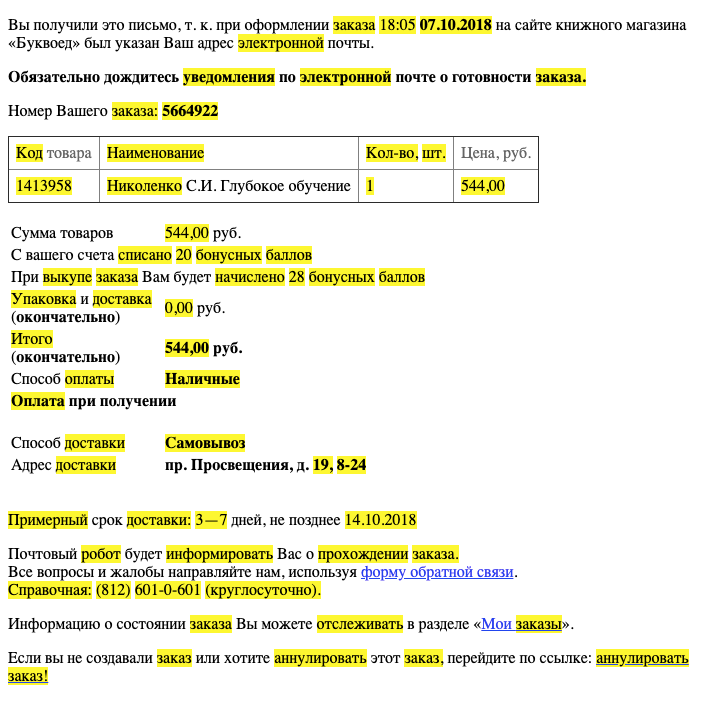 Вы получили это письмо, т. к. при оформлении заказа 18:05 07.10.2018 на сайте книжного магазина
«Буквоед» был указан Ваш адрес электронной почты.
Обязательно дождитесь уведомления по электронной почте о готовности заказа.
Номер Вашего заказа: 5664922
Код товара Наименование Кол-во, шт. Цена, руб.
1413958 Николенко С.И. Глубокое обучение 1 544,00
Сумма товаров 544,00 руб.
С вашего счета списано 20 бонусных баллов
При выкупе заказа Вам будет начислено 28 бонусных баллов
Упаковка и доставка
(окончательно) 0,00 руб.
Итого
(окончательно) 544,00 руб.
Способ оплаты Наличные
Оплата при получении
Способ доставки Самовывоз
Адрес доставки пр. Просвещения, д. 19, 8-24
Примерный срок доставки: 3—7 дней, не позднее 14.10.2018
Почтовый робот будет информировать Вас о прохождении заказа.
Все вопросы и жалобы направляйте нам, используя форму обратной связи.
Справочная: (812) 601-0-601 (круглосуточно).
Информацию о состоянии заказа Вы можете отслеживать в разделе «Мои заказы».
Если вы не создавали заказ или хотите аннулировать этот заказ, перейдите по ссылке: аннулировать
заказ!